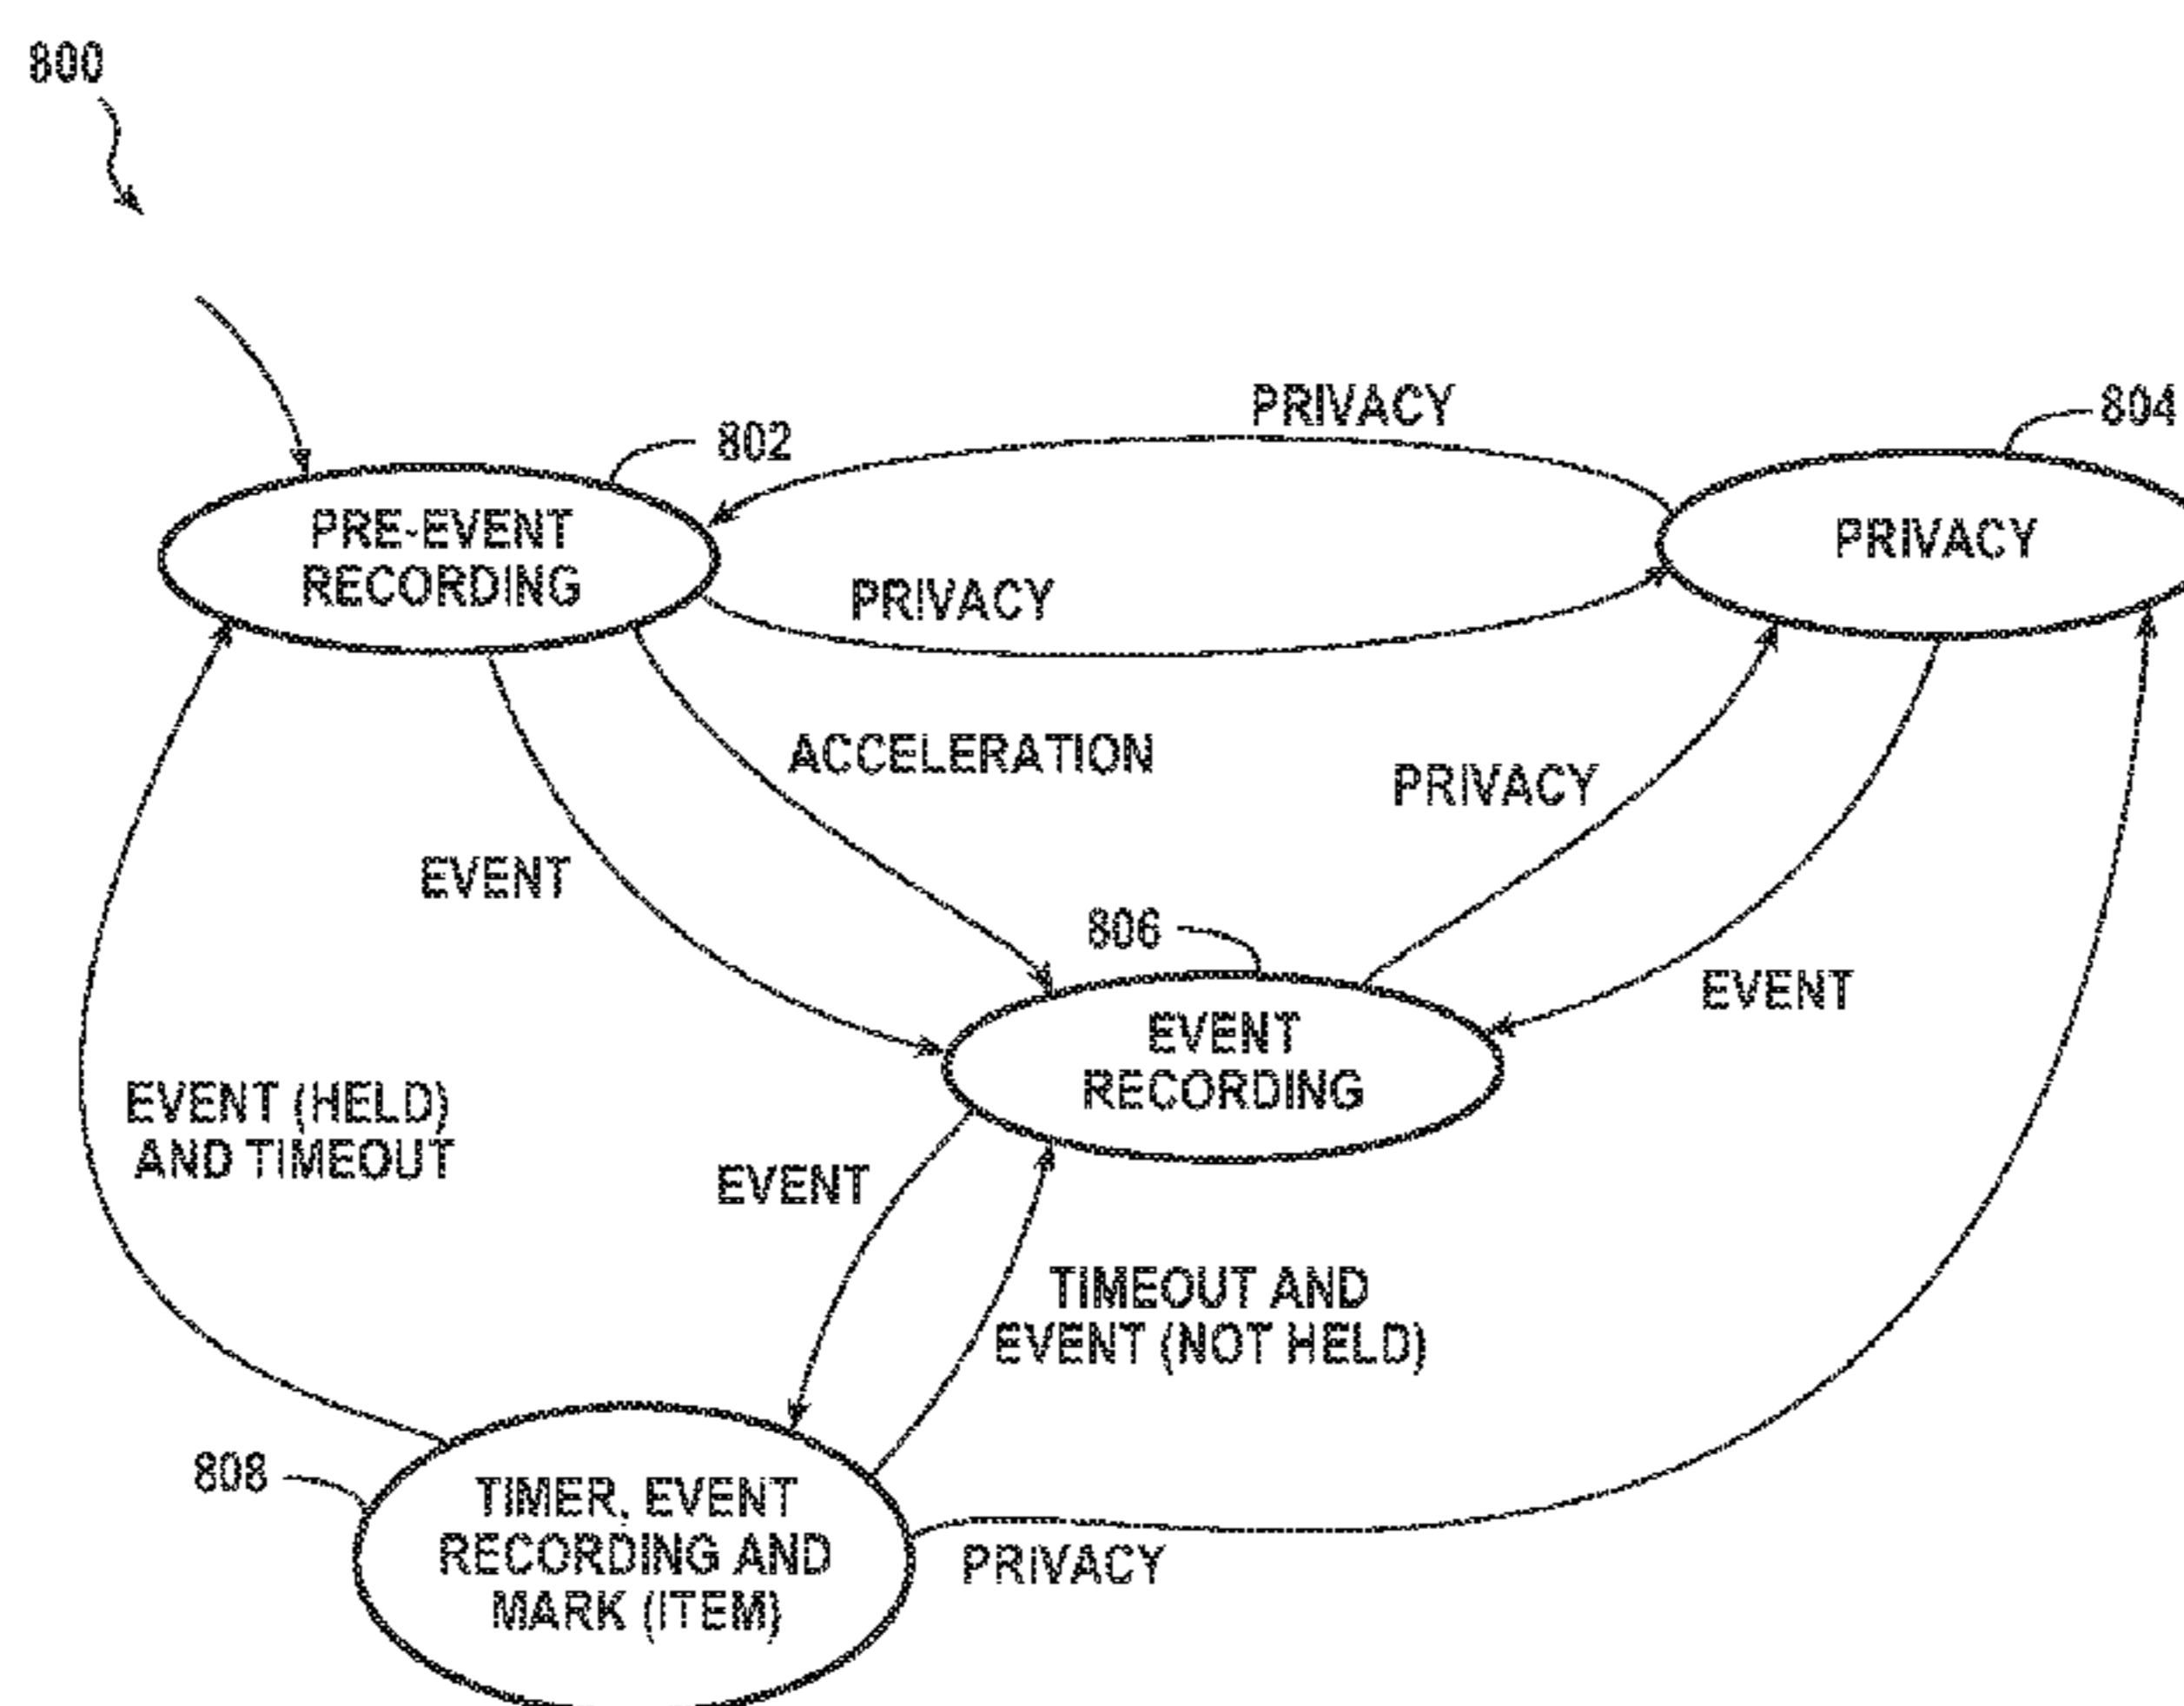 800
PRIVACY
804
802
PRE-EVENT
RECORDING
PRIVACY
PRIVACY
ACCELERATION
PRIVACY
EVENT
806
EVENT
EVENT
RECORDING
EVENT (HELD)
AND TIMEOUT
EVENT
TIMEOUT AND
EVENT (NOT HELD)
808
TIMER, EVENT
RECORDING AND
MARK (ITEM)
PRIVACY